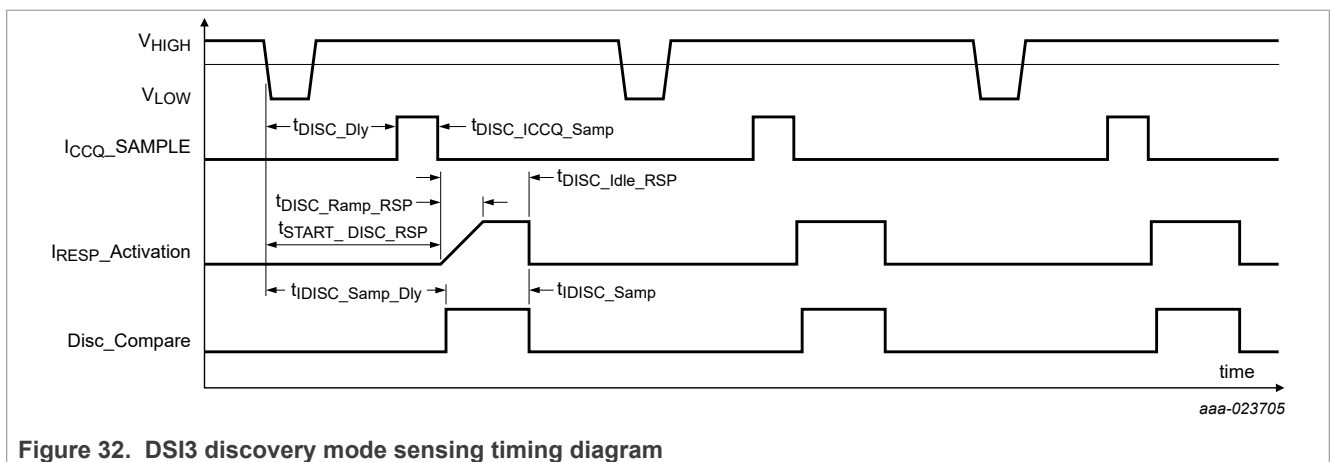 VHIGH
VLOW
tDISC_Dly
tDISC_ICCQ_Samp
ICCQ_SAMPLE
tDISC_Idle_RSP
tDISC_Ramp_RSP
tSTART_ DISC_RSP
IRESP_Activation
tIDISC_Samp_Dly
tIDISC_Samp
Disc_Compare
time
aaa-023705
Figure 32. DSI3 discovery mode sensing timing diagram